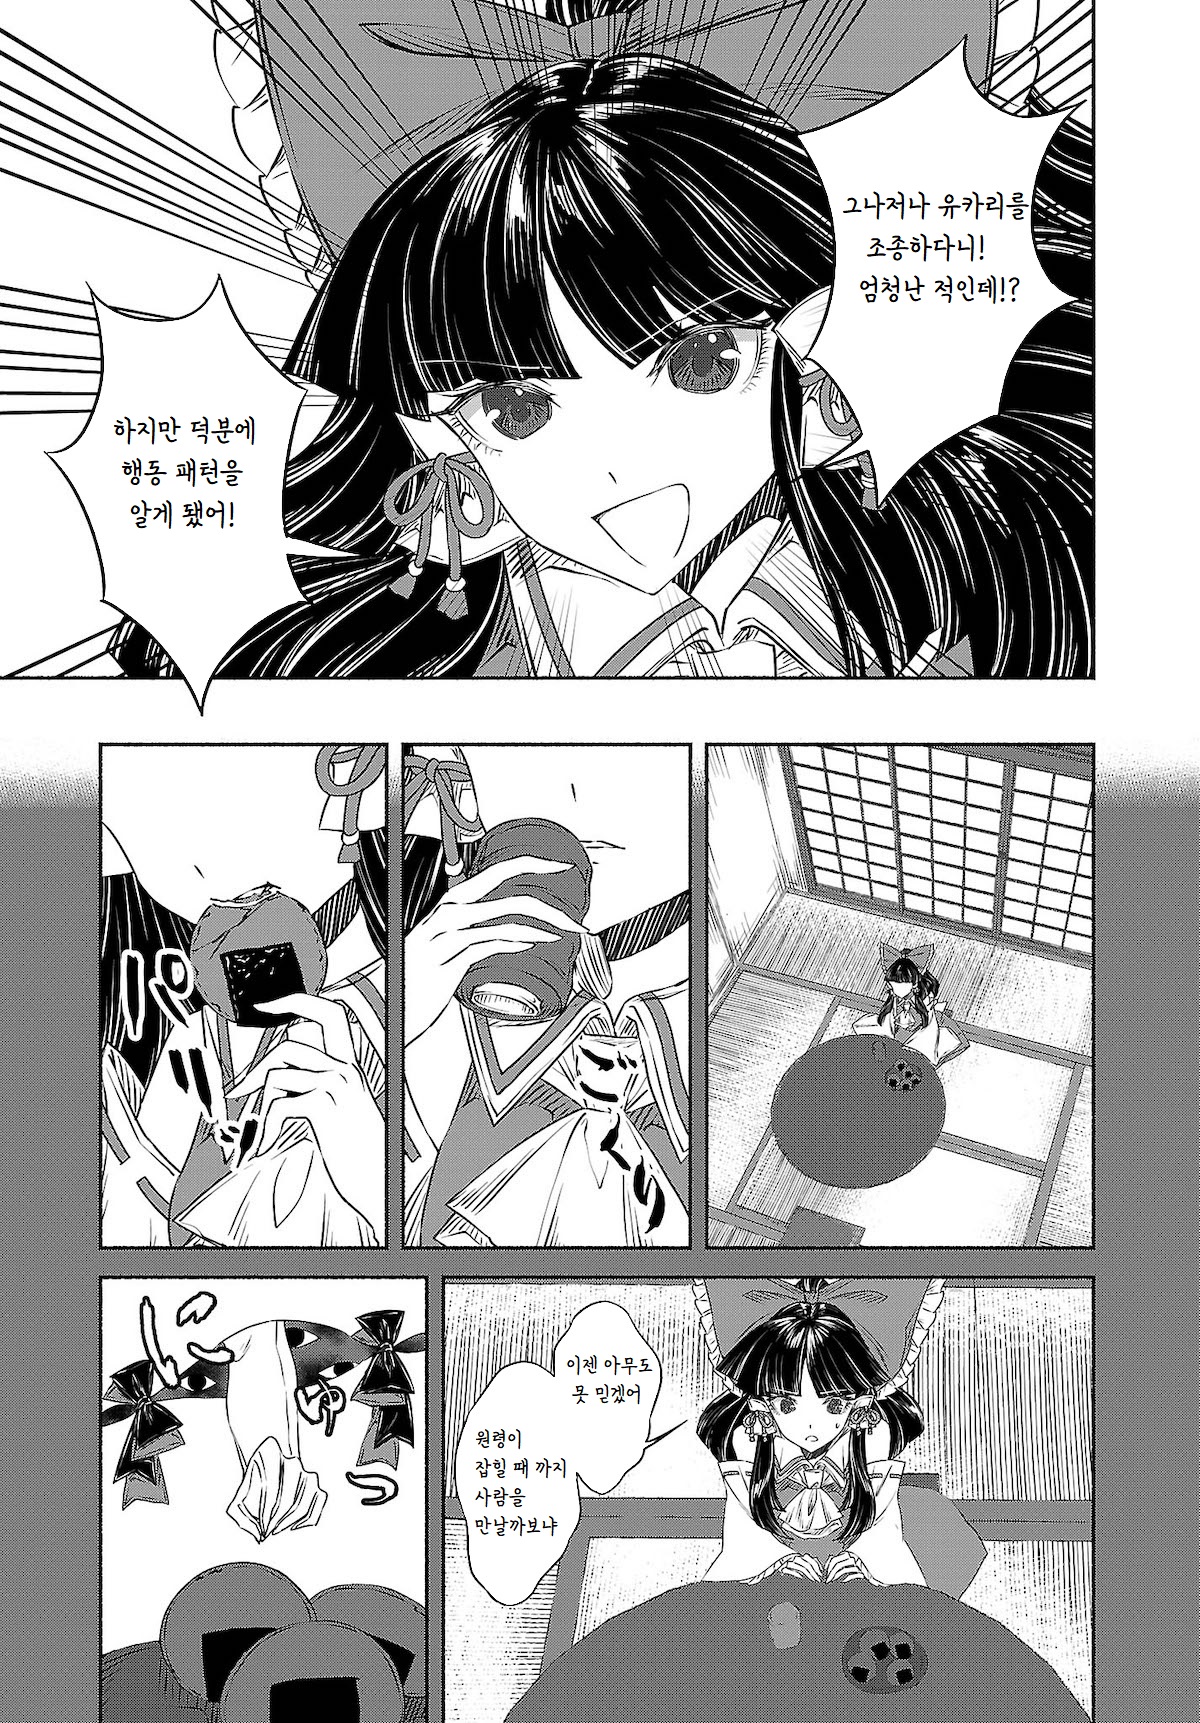 그나저나 유카리를
조종하다니!
엄청난 적인데!?
하지만 덕분에
행동 패턴을
알게 됐어!
ごくり
パリッ
이젠 아무도
못 믿겠어
원령이
잡힐 때 까지
사람을
만날까보냐
にゅっ